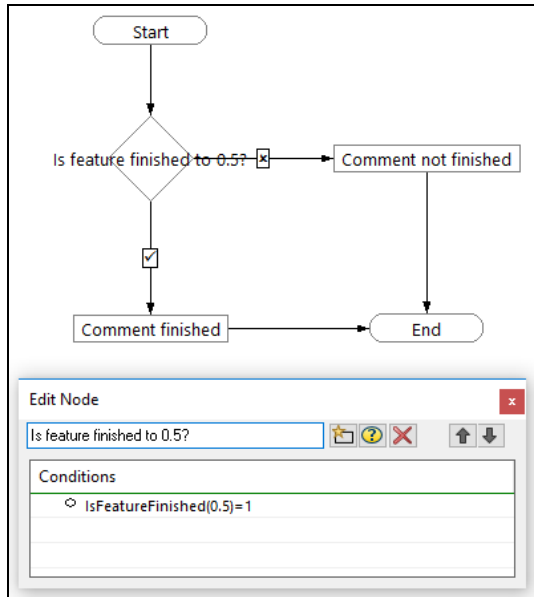 Start
Is feature finished to 0.5?
Comment not finished
Comment finished
End
Edit Node
Is feature finished to 0.5?
Conditions
IsFeatureFinished(0.5)=1